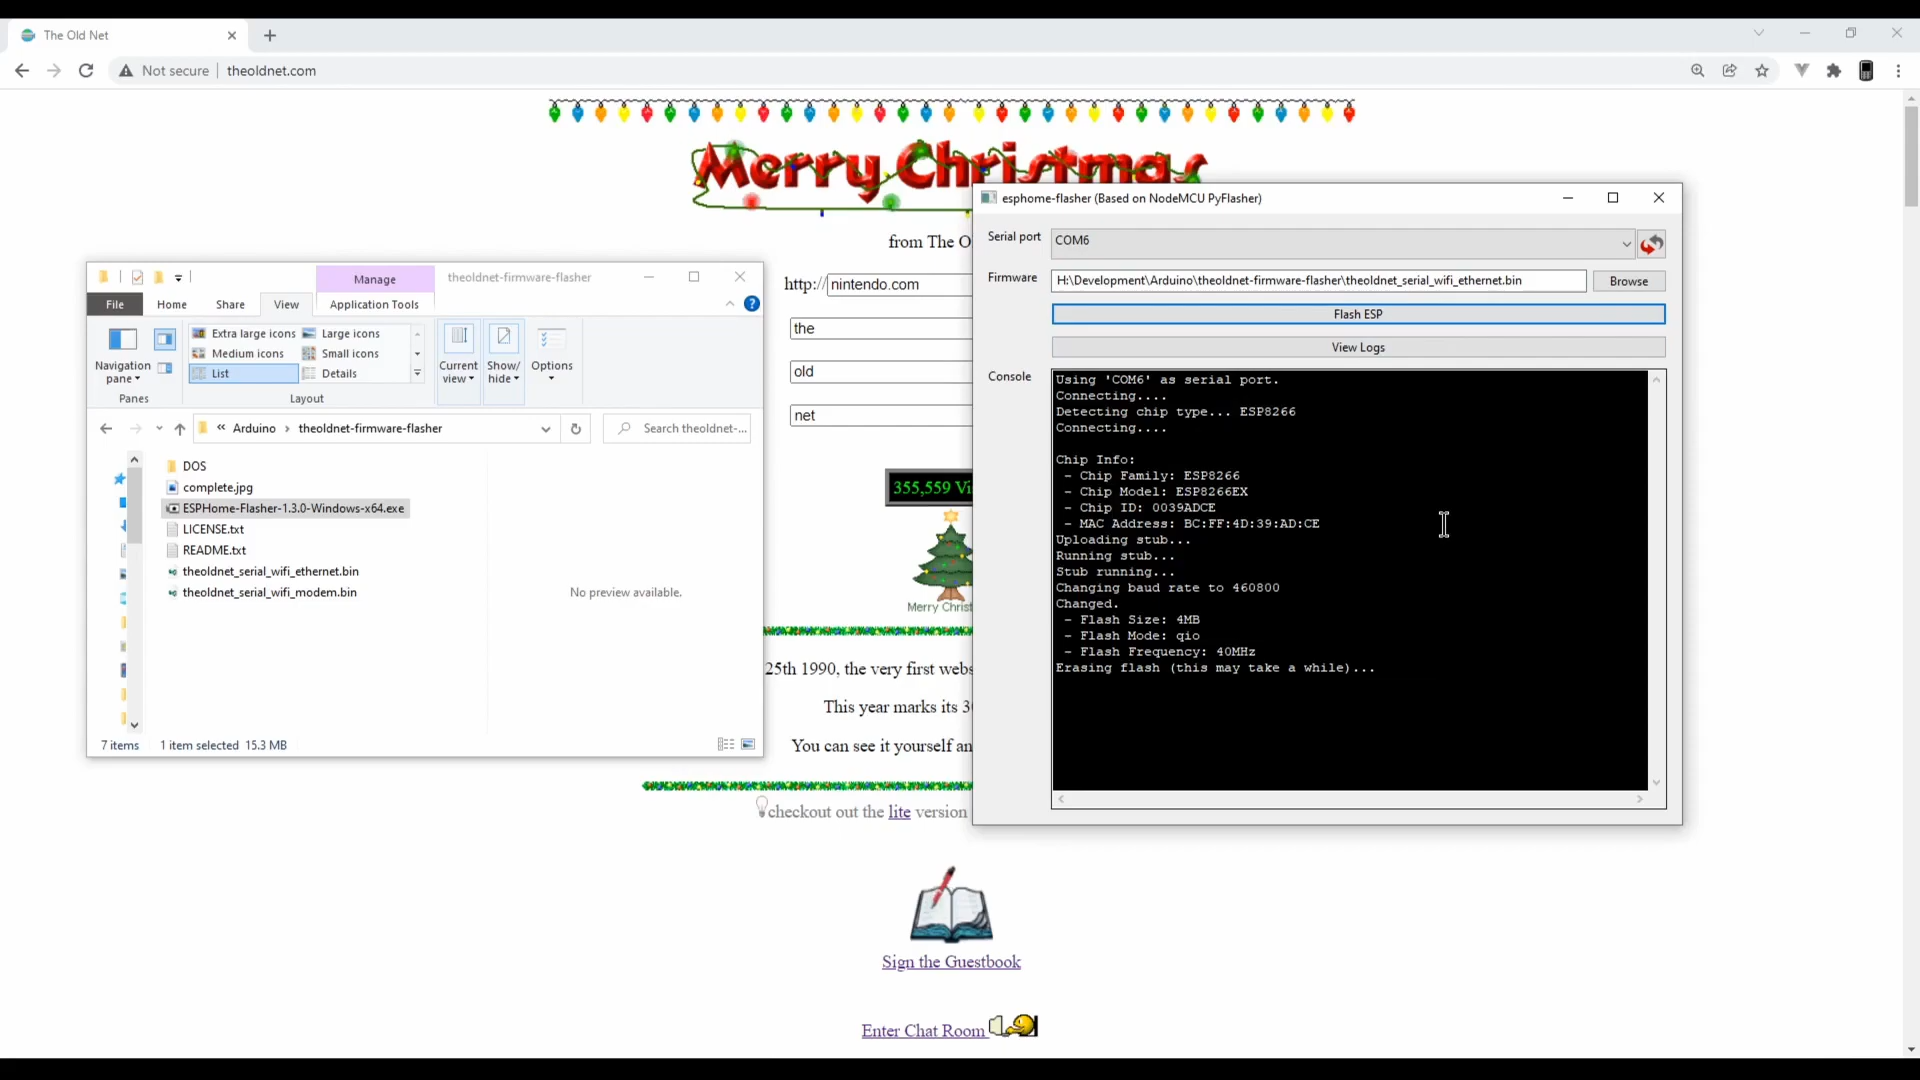 The Old Net
Not secure
theoldnet.com
Merry Christmas
from The O
http://
nintendo.com
the
old
net
355,559 Vi
Merry Christ
25th 1990, the very first webs
This year marks its 30
You can see it yourself an
checkout out the lite version
Sign the Guestbook
Enter Chat Room
Manage
theoldnet-firmware-flasher
File
Home
Share
View
Application Tools
Navigation
pane
Extra large icons
Large icons
Medium icons
Small icons
List
Details
Current
view
Show/
hide
Options
Panes
Layout
« Arduino › theoldnet-firmware-flasher
Search theoldnet-...
DOS
complete.jpg
ESPHome-Flasher-1.3.0-Windows-x64.exe
LICENSE.txt
README.txt
theoldnet_serial_wifi_ethernet.bin
theoldnet_serial_wifi_modem.bin
No preview available.
7 items
1 item selected 15.3 MB
esphome-flasher (Based on NodeMCU PyFlasher)
Serial port
COM6
Firmware
H:\Development\Arduino\theoldnet-firmware-flasher\theoldnet_serial_wifi_ethernet.bin
Browse
Flash ESP
View Logs
Console
Using 'COM6' as serial port.
Connecting....
Detecting chip type... ESP8266
Connecting....
Chip Info:
- Chip Family: ESP8266
- Chip Model: ESP8266EX
- Chip ID: 0039ADCE
- MAC Address: BC:FF:4D:39:AD:CE
Uploading stub...
Running stub...
Stub running...
Changing baud rate to 460800
Changed.
- Flash Size: 4MB
- Flash Mode: qio
- Flash Frequency: 40MHz
Erasing flash (this may take a while)...